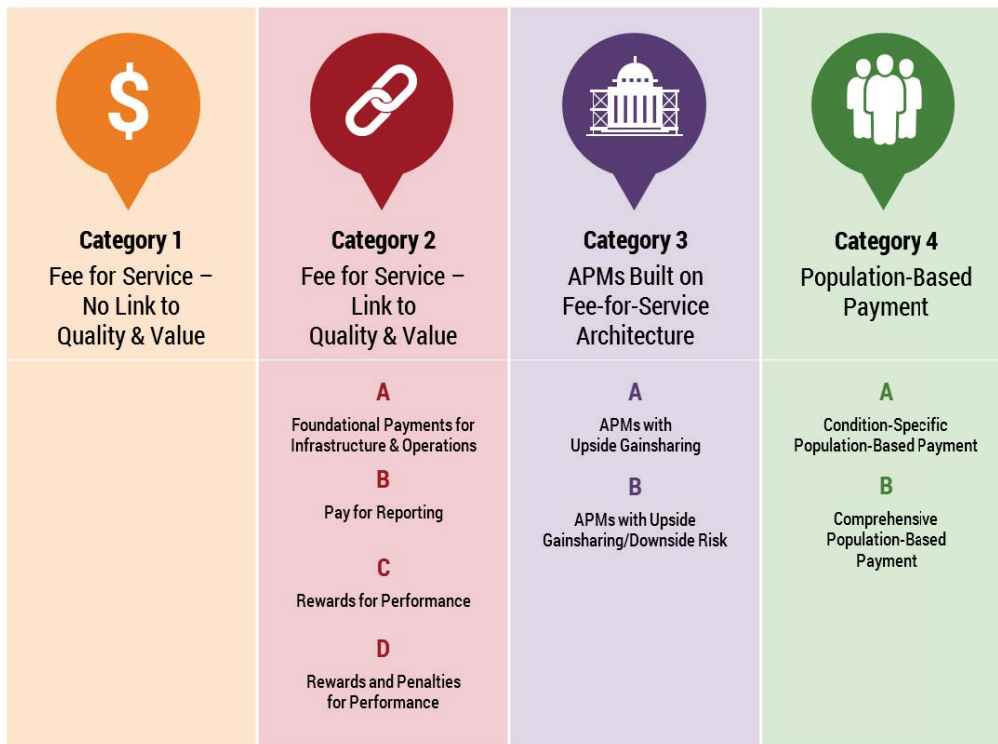 $
Category 1
Fee for Service –
No Link to
Quality & Value
Category 2
Fee for Service –
Link to
Quality & Value
A
Foundational Payments for
Infrastructure & Operations
B
Pay for Reporting
C
Rewards for Performance
D
Rewards and Penalties
for Performance
Category 3
APMs Built on
Fee-for-Service
Architecture
A
APMs with
Upside Gainsharing
B
APMs with Upside
Gainsharing/Downside Risk
Category 4
Population-Based
Payment
A
Condition-Specific
Population-Based Payment
B
Comprehensive
Population-Based
Payment